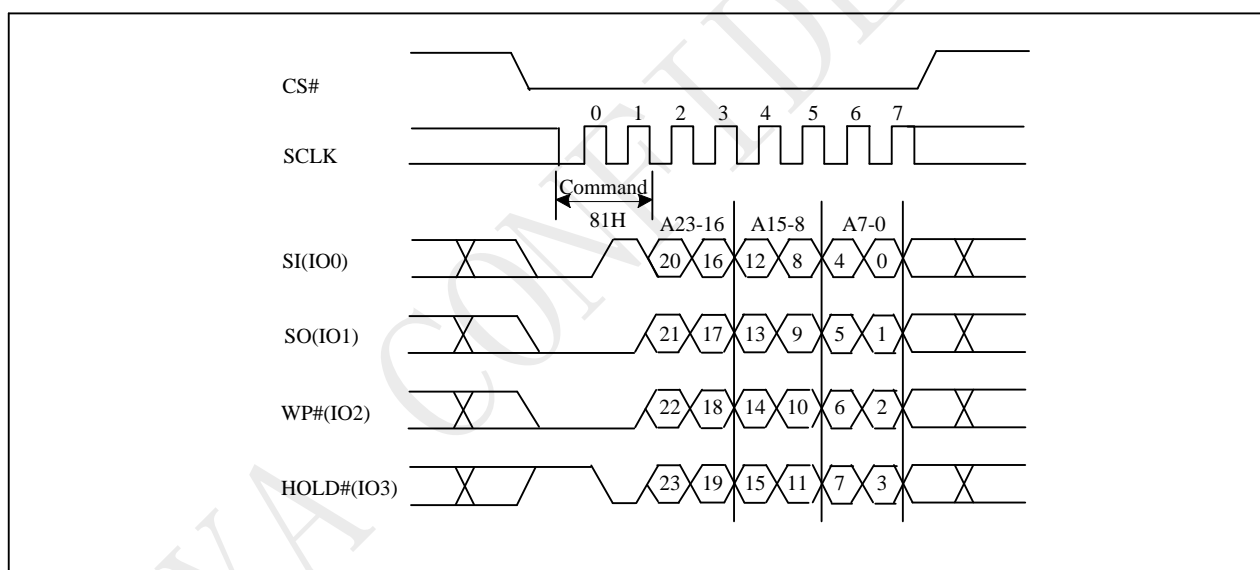 CS#
0 1 2 3 4 5 6 7
SCLK
Command
81H
A23-16 A15-8 A7-0
SI(IO0) 20 16 12 8 4 0
SO(IO1) 21 17 13 9 5 1
WP#(IO2) 22 18 14 10 6 2
HOLD#(IO3) 23 19 15 11 7 3